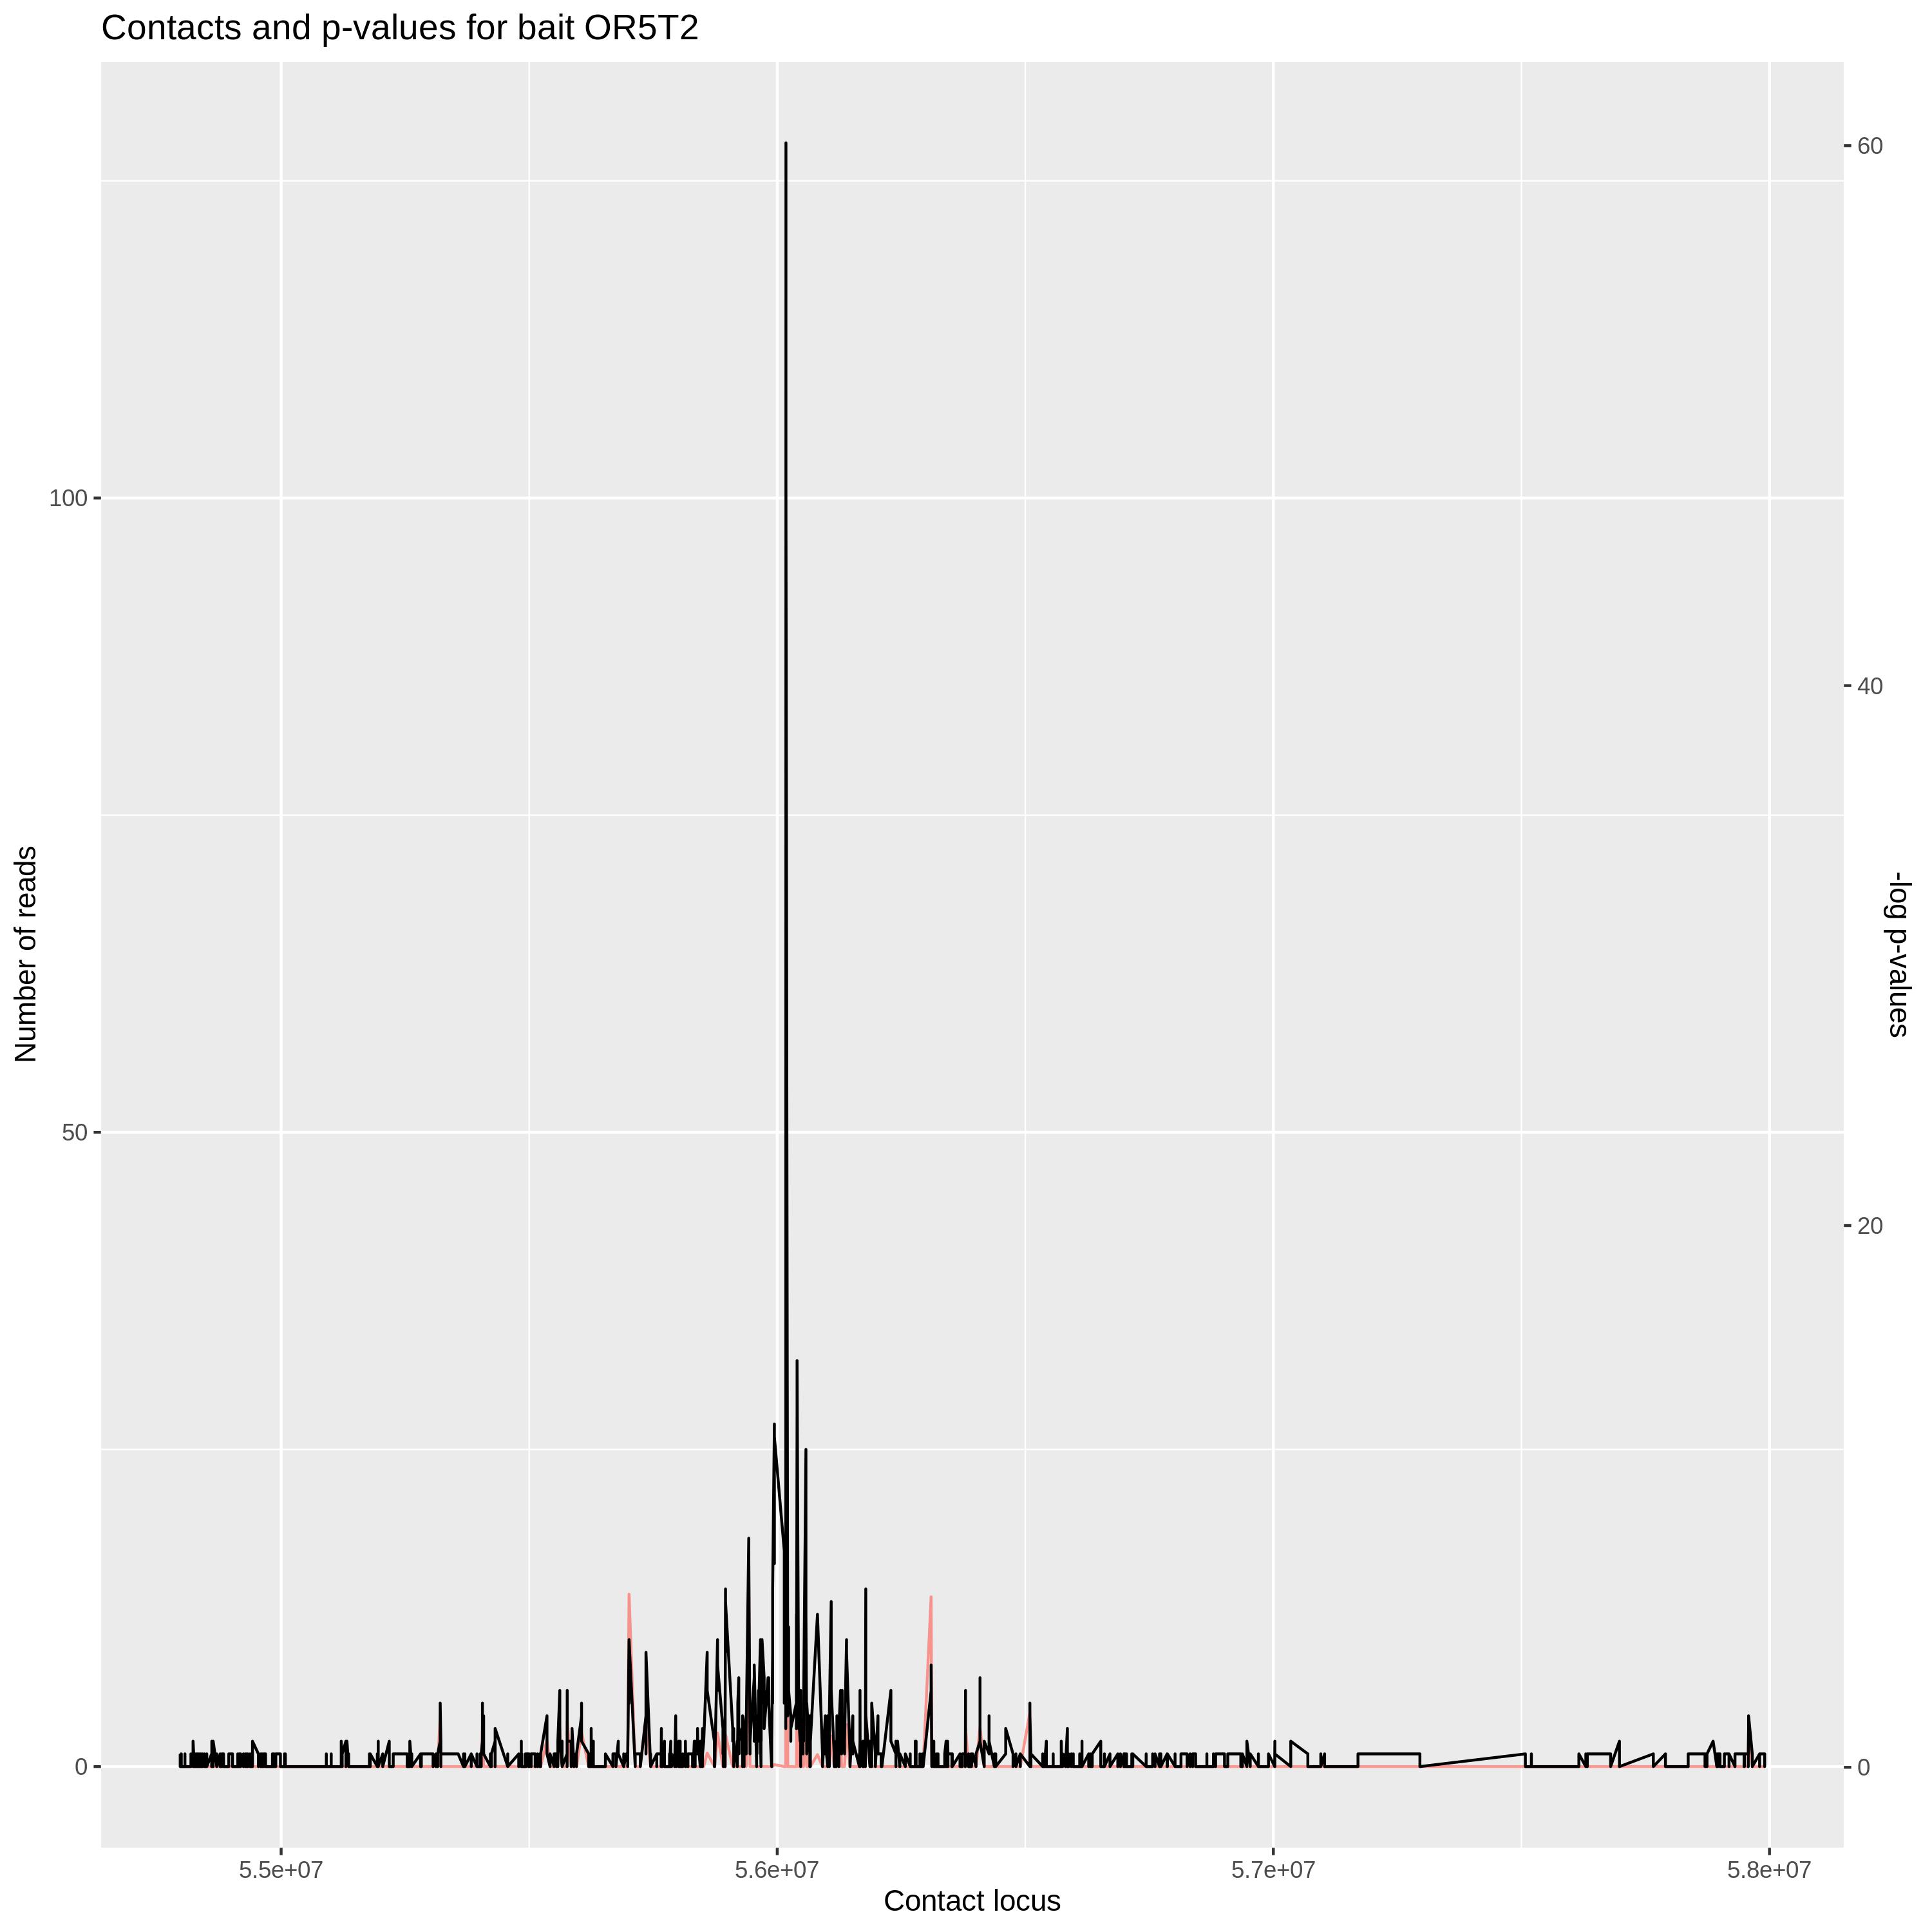 Contacts and p-values for bait OR5T2
Number of reads
100
50
0
60
40
20
0
-log p-values
5.5e+07
5.6e+07
5.7e+07
5.8e+07
Contact locus